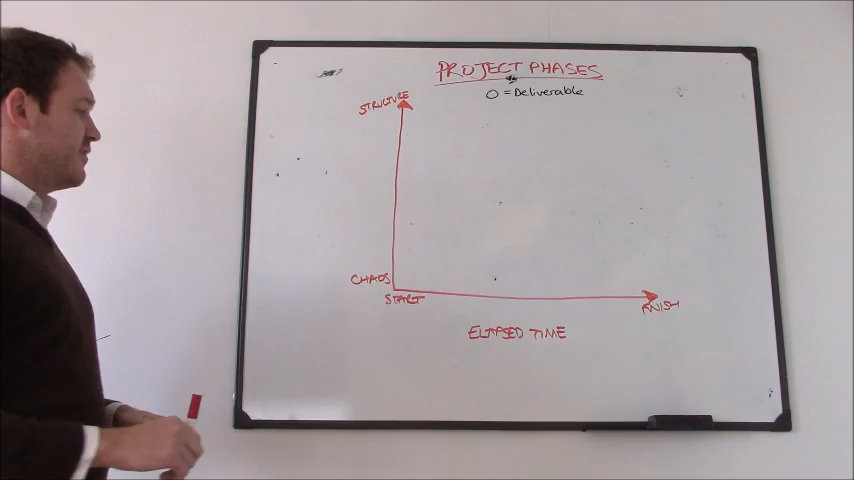 PROJECT PHASES
O = Deliverable
STRUCTURE
CHAOS
START
FINISH
ELAPSED TIME